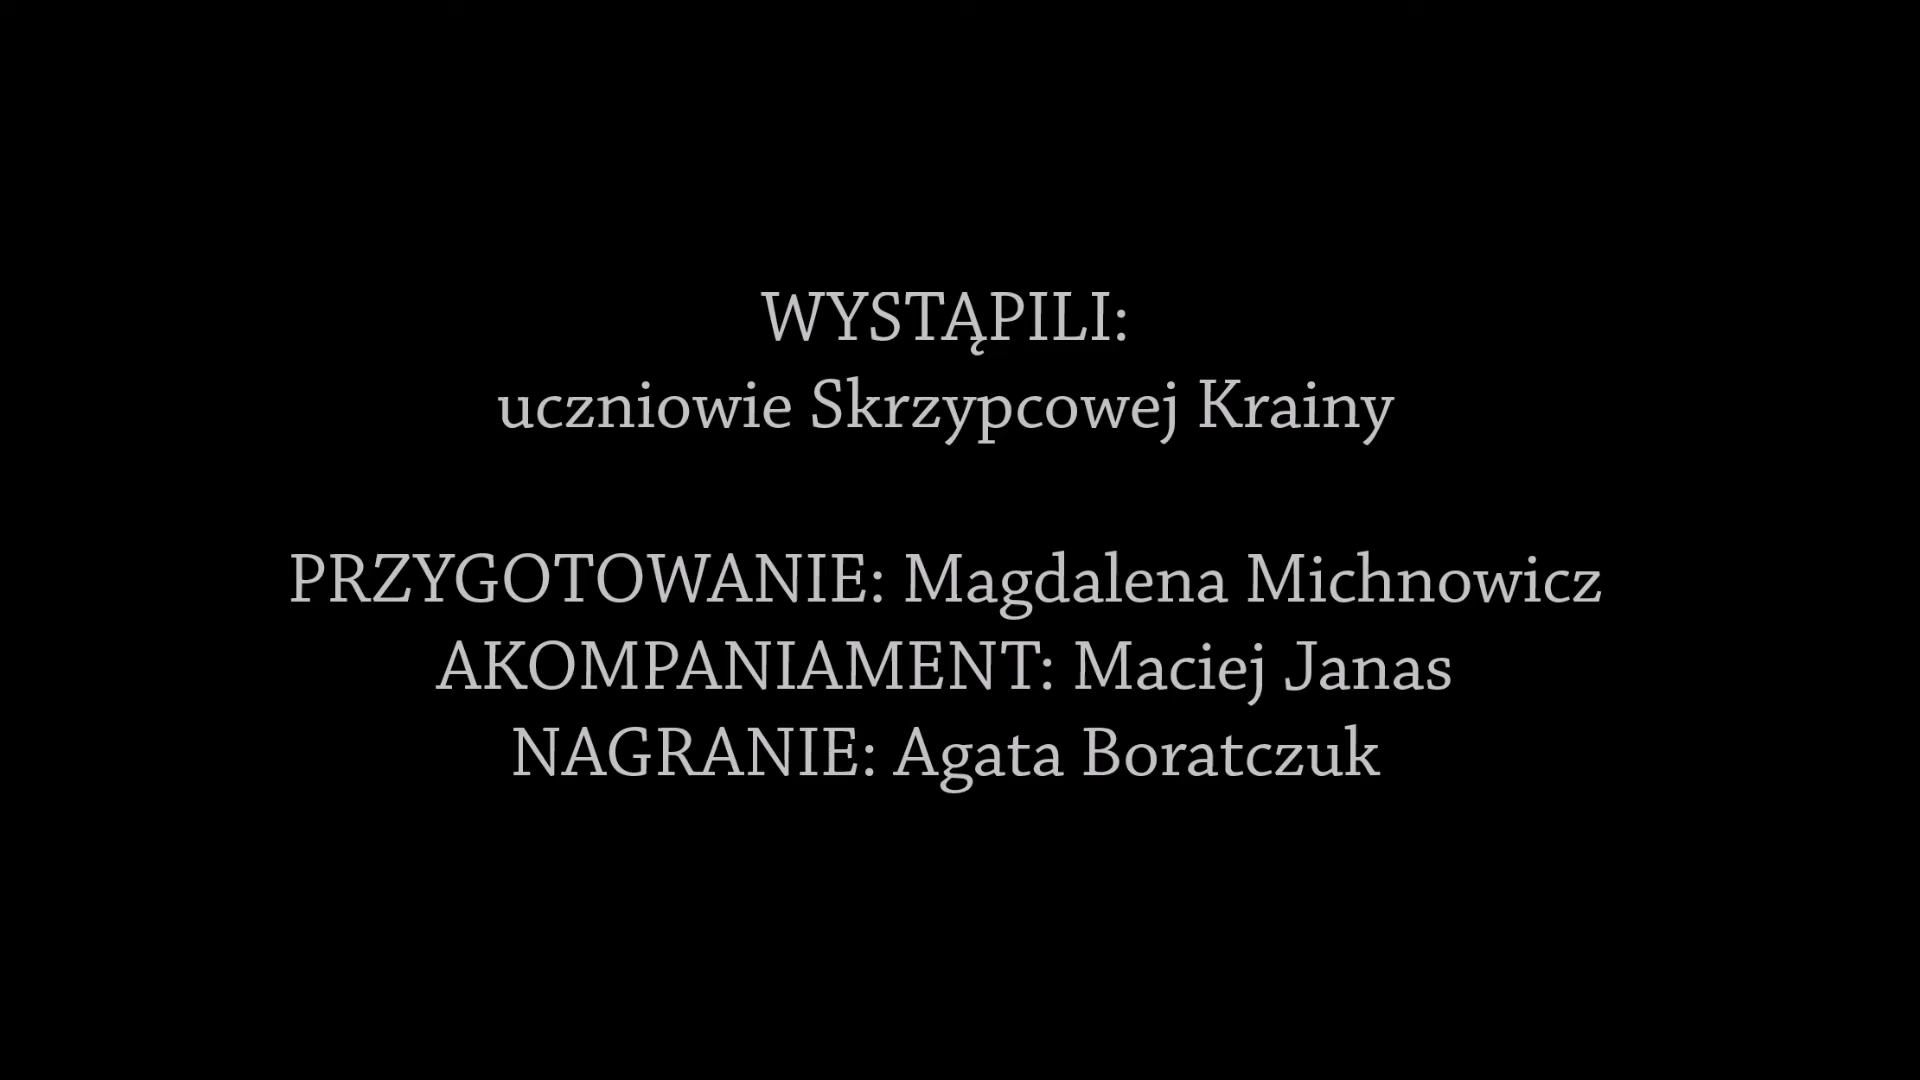 WYSTĄPILI:
uczniowie Skrzypcowej Krainy
PRZYGOTOWANIE: Magdalena Michnowicz
AKOMPANIAMENT: Maciej Janas
NAGRANIE: Agata Boratczuk